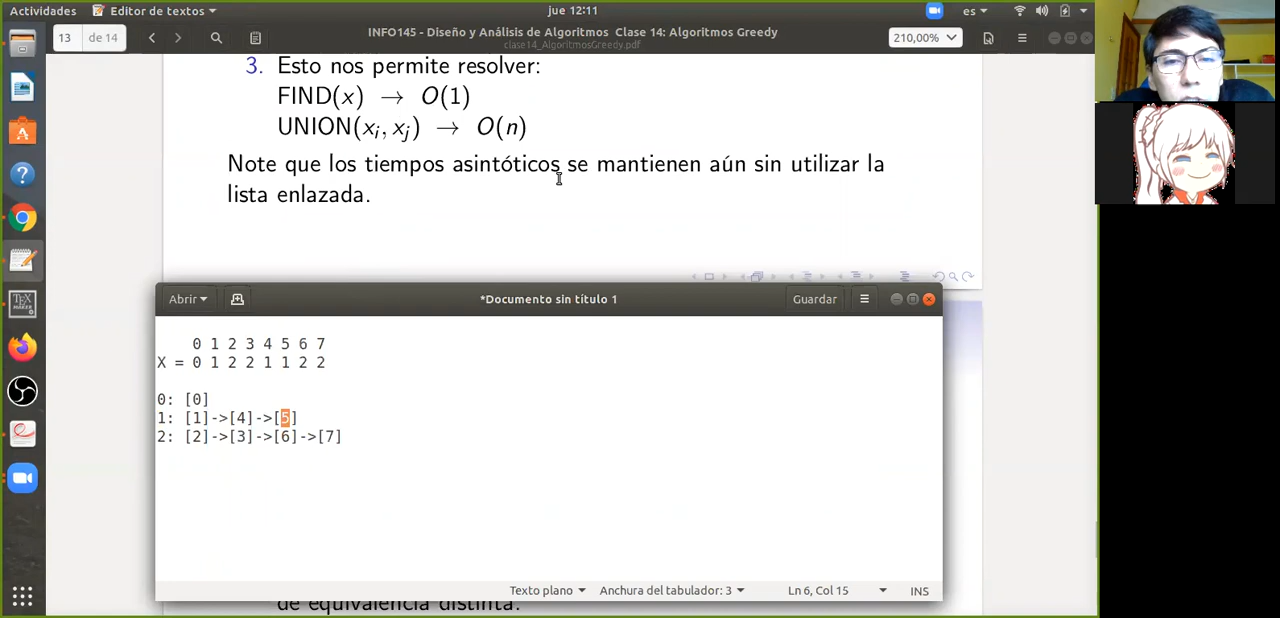 Actividades
Editor de textos
jue 12:11
es
13
de 14
INFO145 - Diseño y Análisis de Algoritmos Clase 14: Algoritmos Greedy
clase14_AlgoritmosGreedy.pdf
210,00%
3. Esto nos permite resolver:
FIND(x) → O(1)
UNION(xᵢ, xⱼ) → O(n)
Note que los tiempos asintóticos se mantienen aún sin utilizar la
lista enlazada.
Abrir
*Documento sin título 1
Guardar
0 1 2 3 4 5 6 7
X = 0 1 2 2 1 1 2 2
0: [0]
1: [1]->[4]->[5]
2: [2]->[3]->[6]->[7]
Texto plano
Anchura del tabulador: 3
Ln 6, Col 15
INS
de equivalencia distinta.